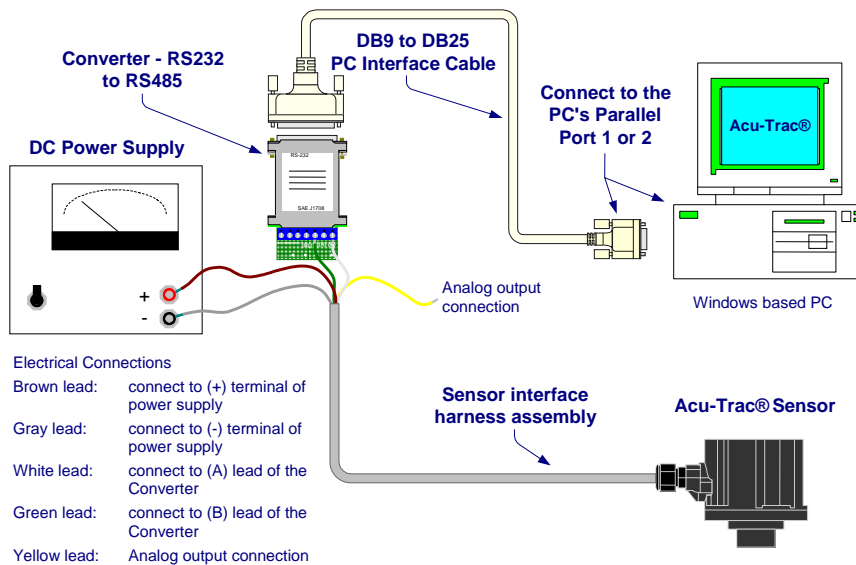 DB9 to DB25
PC Interface Cable
Converter - RS232
to RS485
Connect to the
PC's Parallel
Port 1 or 2
Acu-Trac®
DC Power Supply
RS-232
SAE J1708
+
-
Analog output
connection
Windows based PC
Electrical Connections
Brown lead: connect to (+) terminal of
power supply
Gray lead: connect to (-) terminal of
power supply
White lead: connect to (A) lead of the
Converter
Green lead: connect to (B) lead of the
Converter
Yellow lead: Analog output connection
Sensor interface
harness assembly
Acu-Trac® Sensor